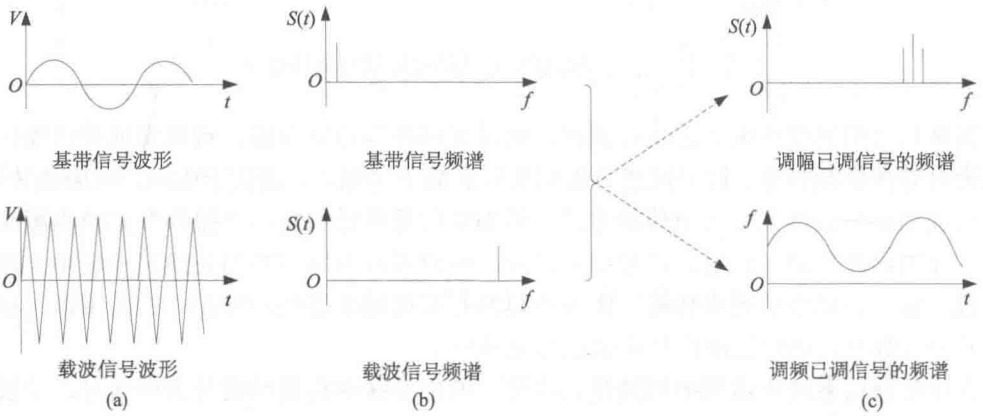 V
O
t
基带信号波形
S(t)
O
f
基带信号频谱
S(t)
O
f
调幅已调信号的频谱
V
O
t
载波信号波形
(a)
S(t)
O
f
载波信号频谱
(b)
f
O
t
调频已调信号的频谱
(c)